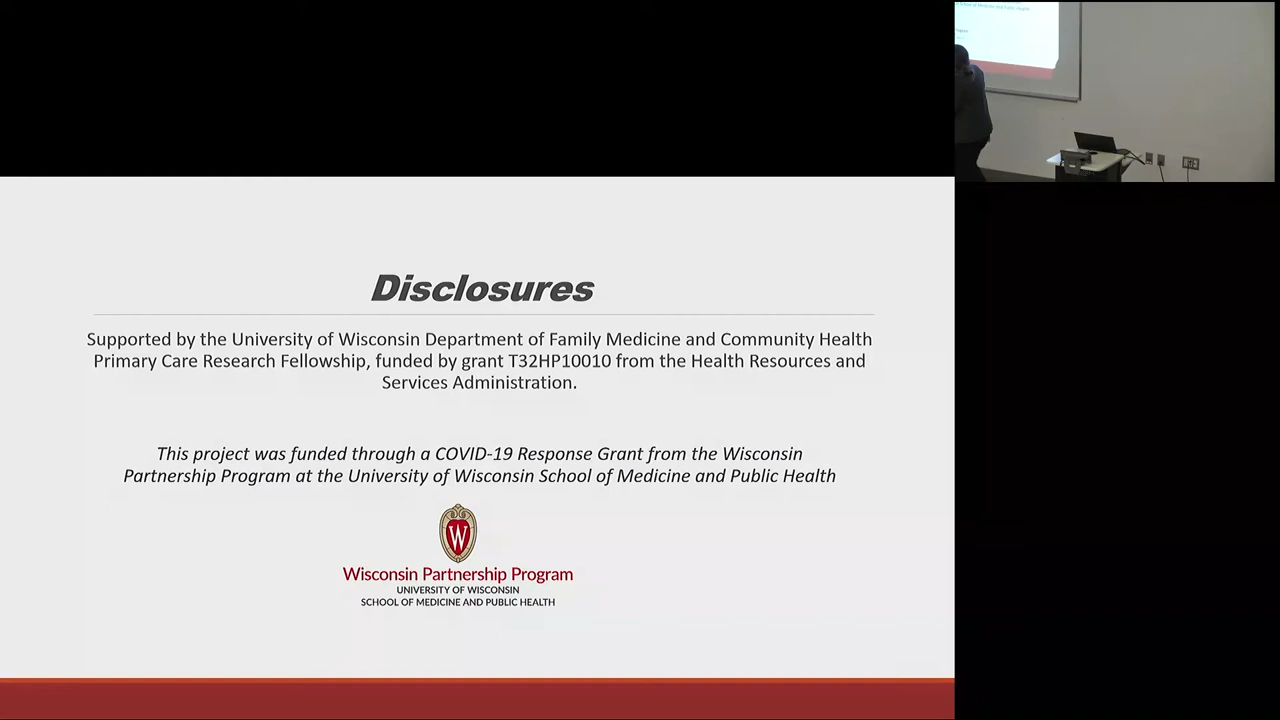 Disclosures
Supported by the University of Wisconsin Department of Family Medicine and Community Health
Primary Care Research Fellowship, funded by grant T32HP10010 from the Health Resources and
Services Administration.
This project was funded through a COVID-19 Response Grant from the Wisconsin
Partnership Program at the University of Wisconsin School of Medicine and Public Health
W
Wisconsin Partnership Program
UNIVERSITY OF WISCONSIN
SCHOOL OF MEDICINE AND PUBLIC HEALTH